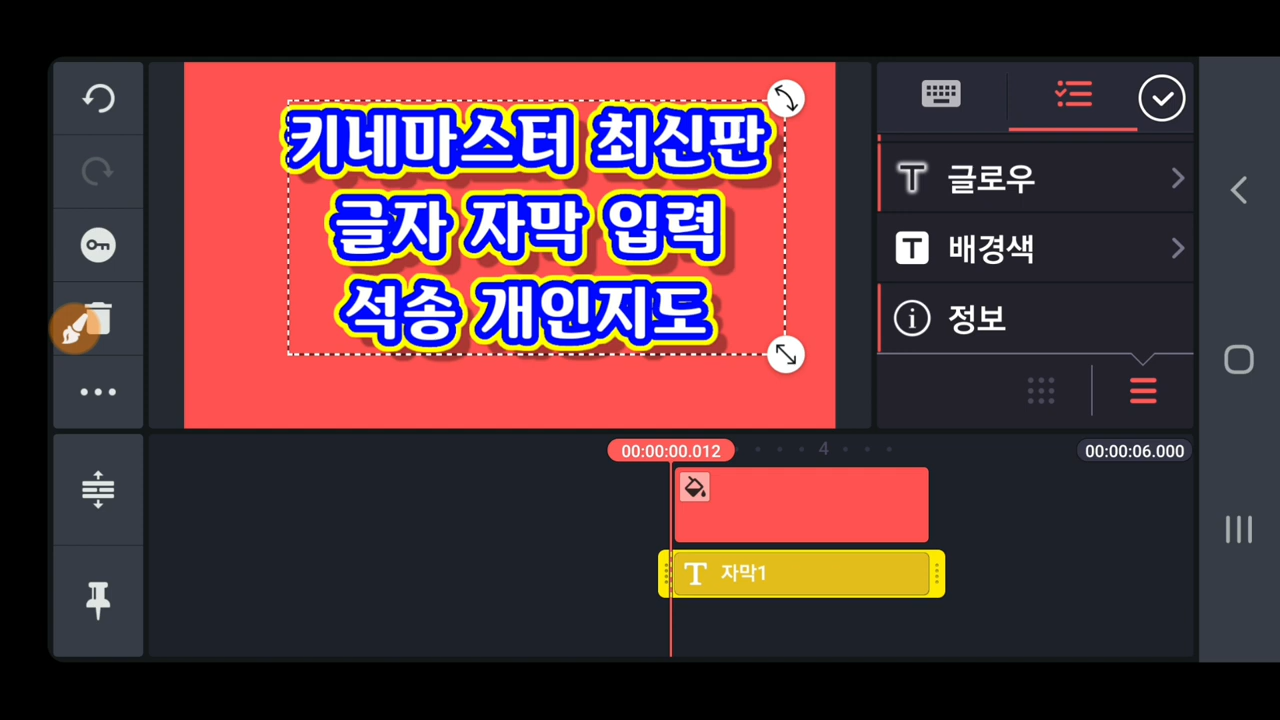 키네마스터 최신판
글자 자막 입력
석송 개인지도
글로우
배경색
정보
00:00:00.012
4
00:00:06.000
자막1